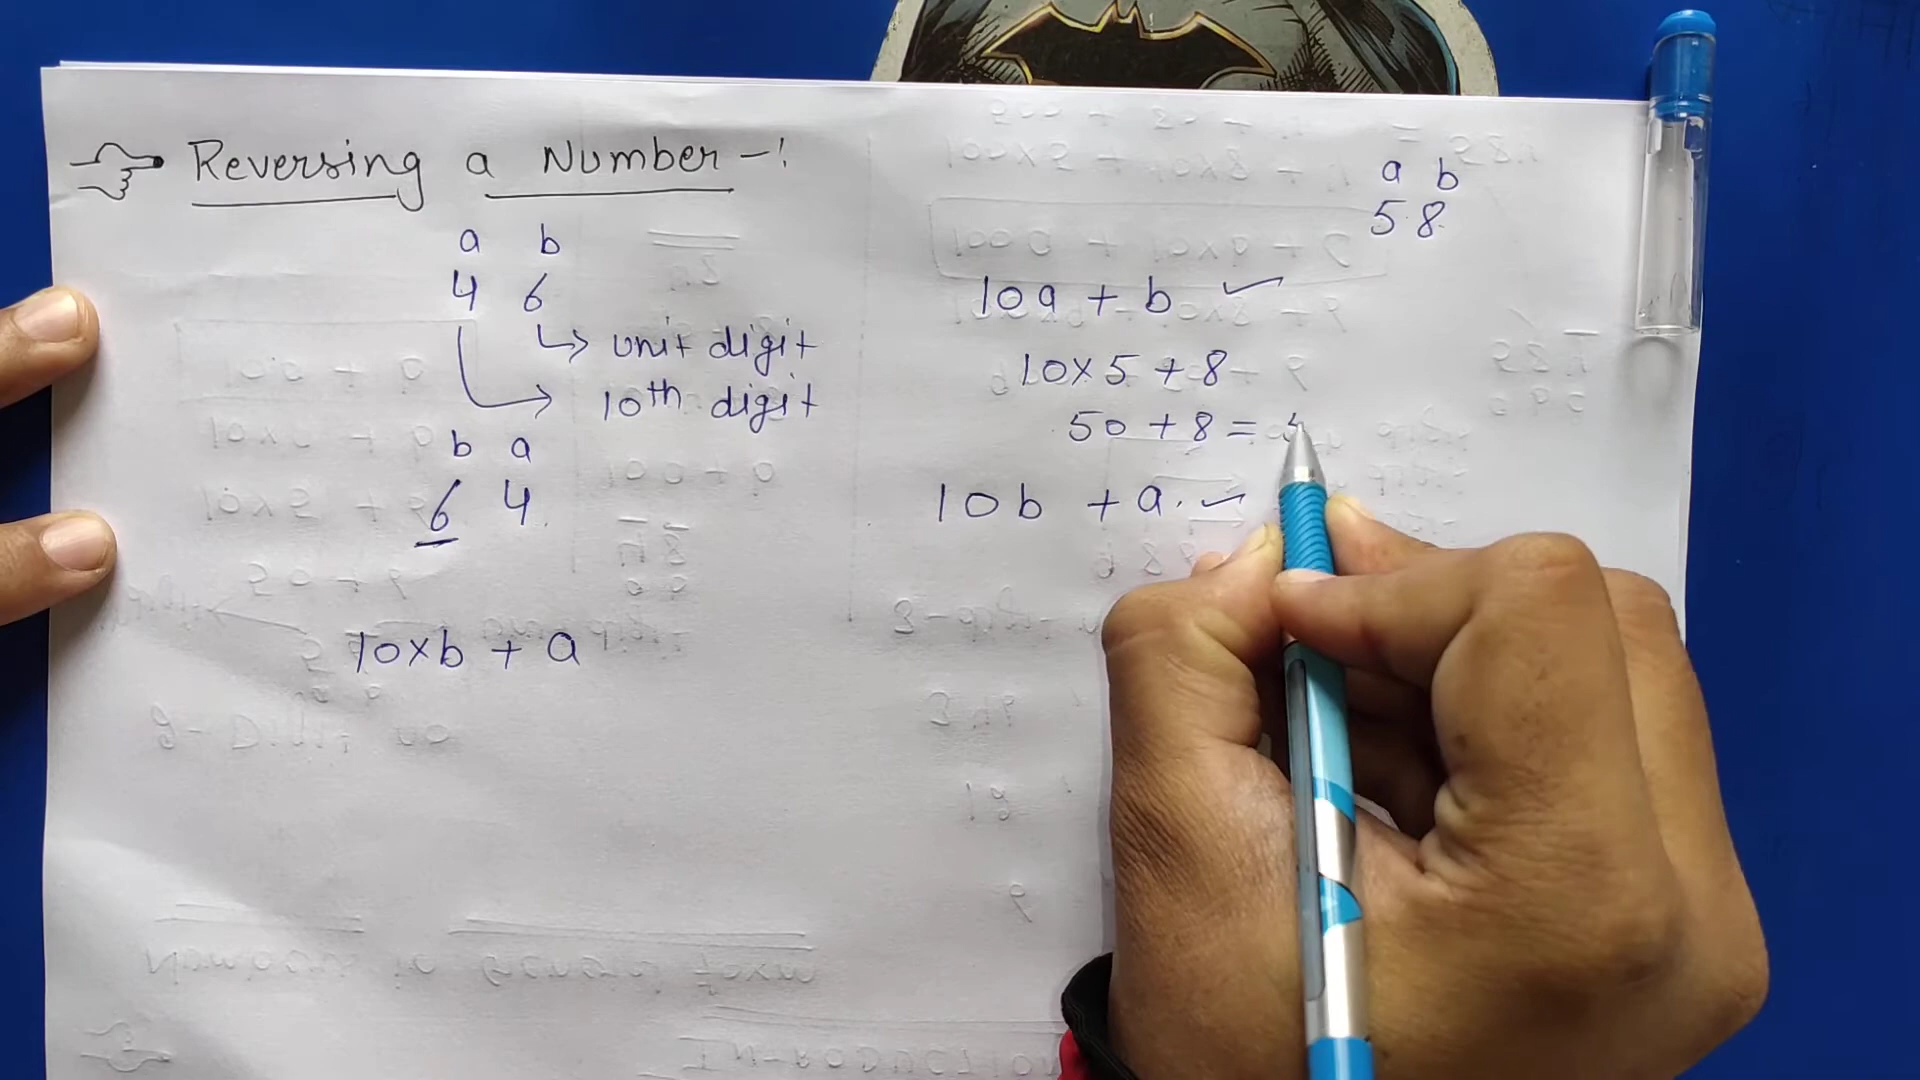 Reversing a Number -:
a b
4 6
unit digit
10th digit
b a
6 4
10×b + a
a b
5 8
10a + b
10×5 + 8
50 + 8 =
10b + a.